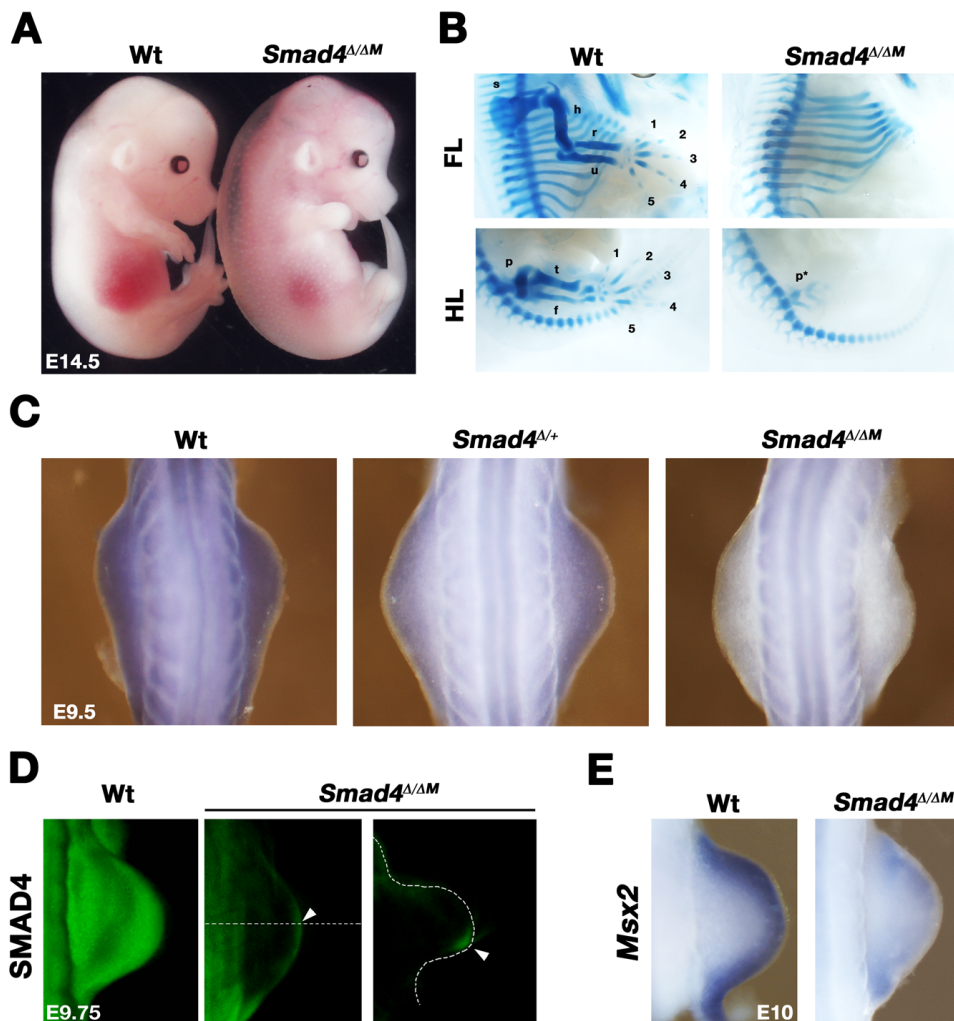 A
Wt
Smad4Δ/ΔM
E14.5
B
Wt
Smad4Δ/ΔM
FL
s
h
r
u
1
2
3
4
5
HL
p
t
f
1
2
3
4
5
p*
C
Wt
Smad4Δ/+
Smad4Δ/ΔM
E9.5
D
Wt
Smad4Δ/ΔM
SMAD4
E9.75
E
Wt
Smad4Δ/ΔM
Msx2
E10